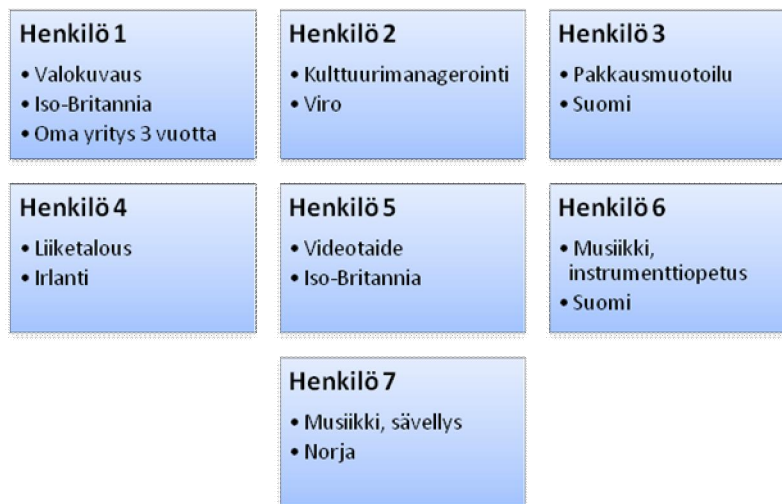 Henkilö 1
• Valokuvaus
• Iso-Britannia
• Oma yritys 3 vuotta
Henkilö 2
• Kulttuurimanagerointi
• Viro
Henkilö 3
• Pakkausmuotoilu
• Suomi
Henkilö 4
• Liiketalous
• Irlanti
Henkilö 5
• Videotaide
• Iso-Britannia
Henkilö 6
• Musiikki,
instrumenttiopetus
• Suomi
Henkilö 7
• Musiikki, sävellys
• Norja